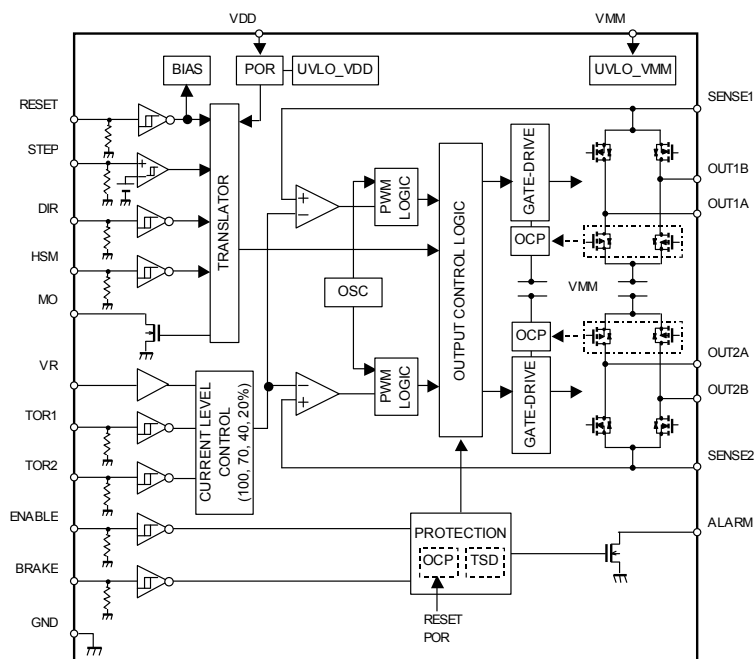 VDD
VMM
BIAS
POR
UVLO_VDD
UVLO_VMM
RESET
STEP
DIR
HSM
MO
VR
TOR1
TOR2
ENABLE
BRAKE
GND
TRANSLATOR
CURRENT LEVEL
CONTROL
(100, 70, 40, 20%)
PWM
LOGIC
OSC
PWM
LOGIC
OUTPUT CONTROL LOGIC
GATE-DRIVE
OCP
VMM
OCP
GATE-DRIVE
PROTECTION
OCP
TSD
RESET
POR
SENSE1
OUT1B
OUT1A
OUT2A
OUT2B
SENSE2
ALARM